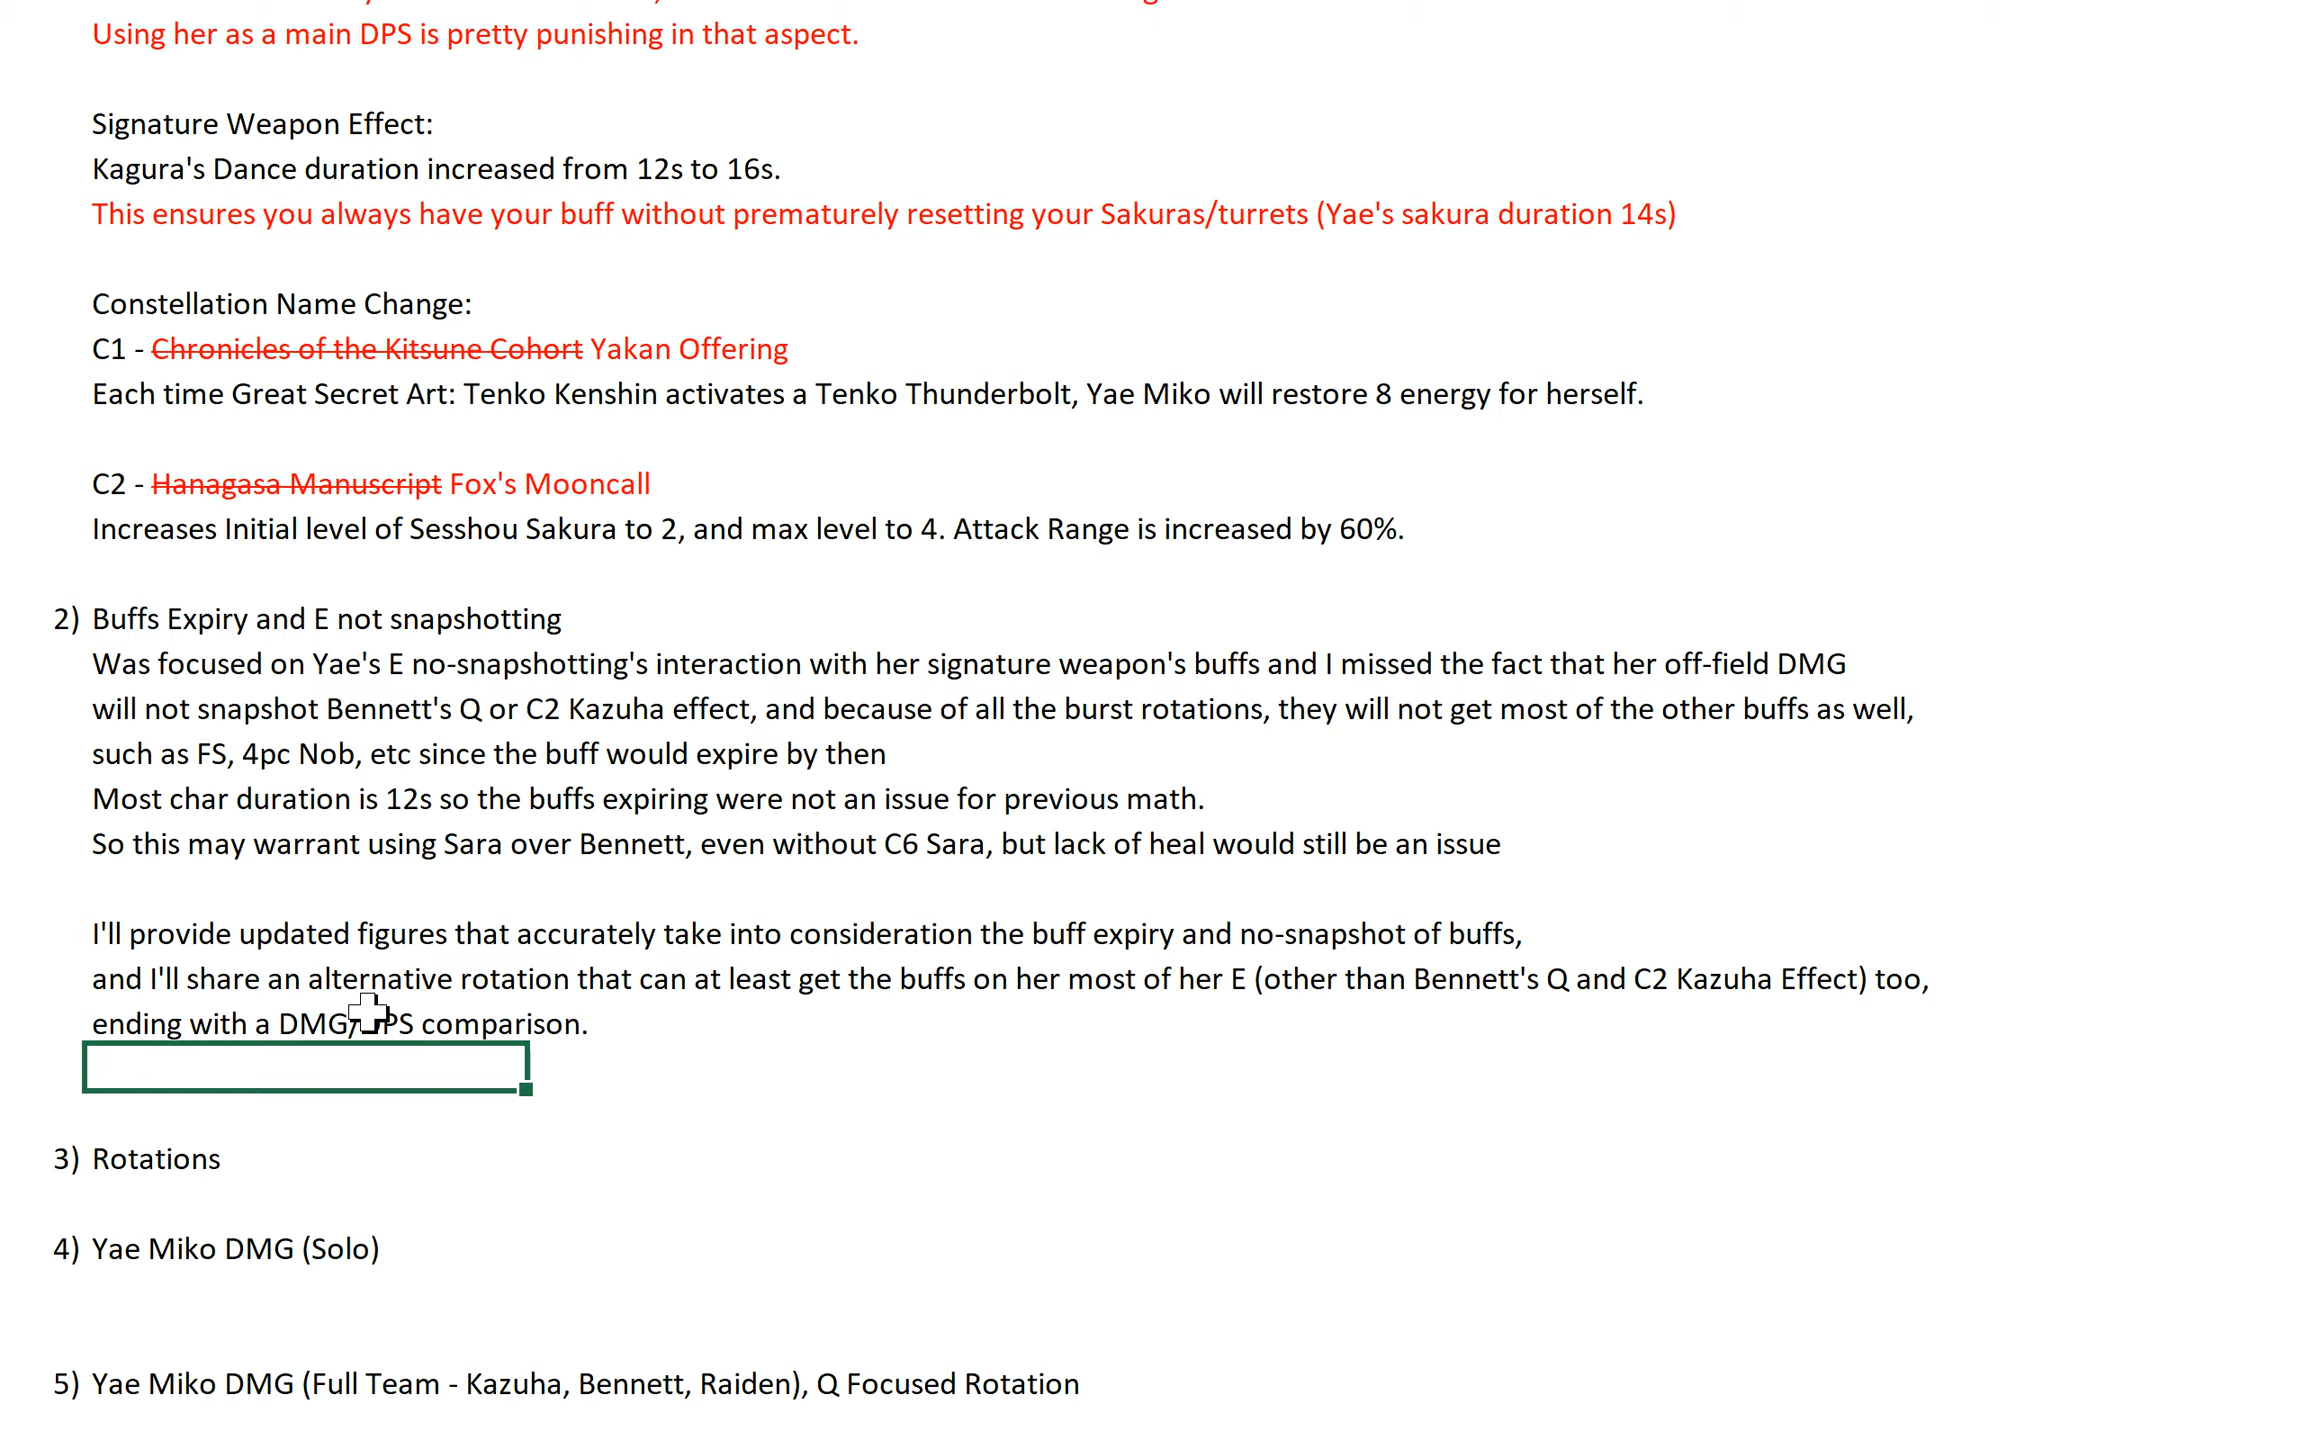 Using her as a main DPS is pretty punishing in that aspect.
Signature Weapon Effect:
Kagura's Dance duration increased from 12s to 16s.
This ensures you always have your buff without prematurely resetting your Sakuras/turrets (Yae's sakura duration 14s)
Constellation Name Change:
C1 - Chronicles of the Kitsune Cohort Yakan Offering
Each time Great Secret Art: Tenko Kenshin activates a Tenko Thunderbolt, Yae Miko will restore 8 energy for herself.
C2 - Hanagasa Manuscript Fox's Mooncall
Increases Initial level of Sesshou Sakura to 2, and max level to 4. Attack Range is increased by 60%.
2) Buffs Expiry and E not snapshotting
Was focused on Yae's E no-snapshotting's interaction with her signature weapon's buffs and I missed the fact that her off-field DMG
will not snapshot Bennett's Q or C2 Kazuha effect, and because of all the burst rotations, they will not get most of the other buffs as well,
such as FS, 4pc Nob, etc since the buff would expire by then
Most char duration is 12s so the buffs expiring were not an issue for previous math.
So this may warrant using Sara over Bennett, even without C6 Sara, but lack of heal would still be an issue
I'll provide updated figures that accurately take into consideration the buff expiry and no-snapshot of buffs,
and I'll share an alternative rotation that can at least get the buffs on her most of her E (other than Bennett's Q and C2 Kazuha Effect) too,
ending with a DMG/DPS comparison.
3) Rotations
4) Yae Miko DMG (Solo)
5) Yae Miko DMG (Full Team - Kazuha, Bennett, Raiden), Q Focused Rotation